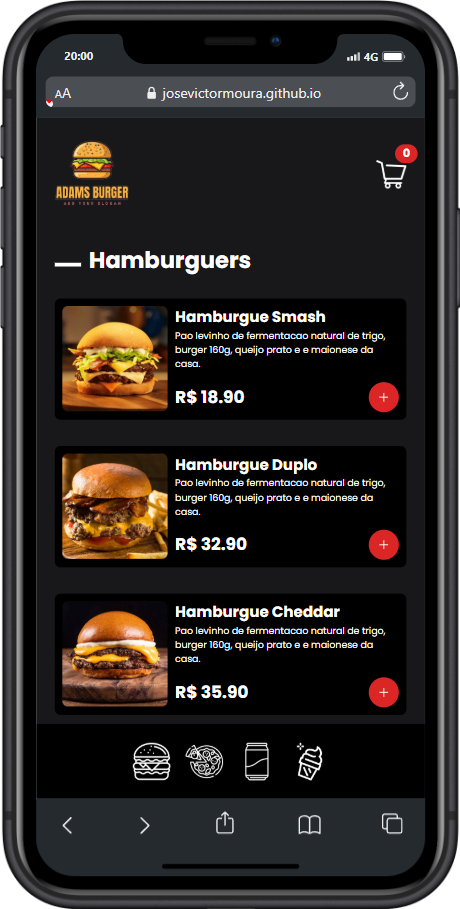 20:00
4G
AA
josevictormoura.github.io
0
ADAMS BURGER
Hamburguers
Hamburgue Smash
Pao levinho de fermentacao natural de trigo,
burger 160g, queijo prato e e maionese da
casa.
R$ 18.90
+
Hamburgue Duplo
Pao levinho de fermentacao natural de trigo,
burger 160g, queijo prato e e maionese da
casa.
R$ 32.90
+
Hamburgue Cheddar
Pao levinho de fermentacao natural de trigo,
burger 160g, queijo prato e e maionese da
casa.
R$ 35.90
+